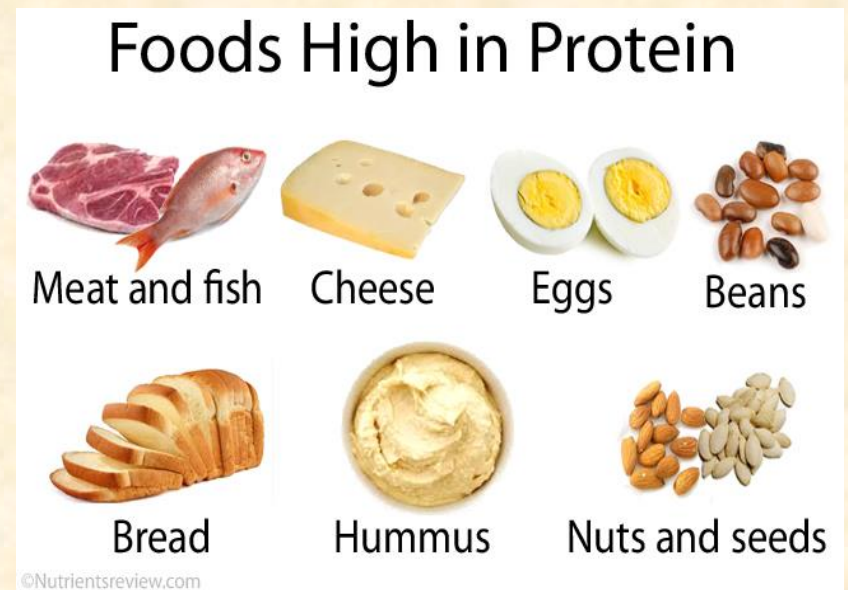 Foods High in Protein
Meat and fish
Cheese
Eggs
Beans
Bread
Hummus
Nuts and seeds
©Nutrientsreview.com